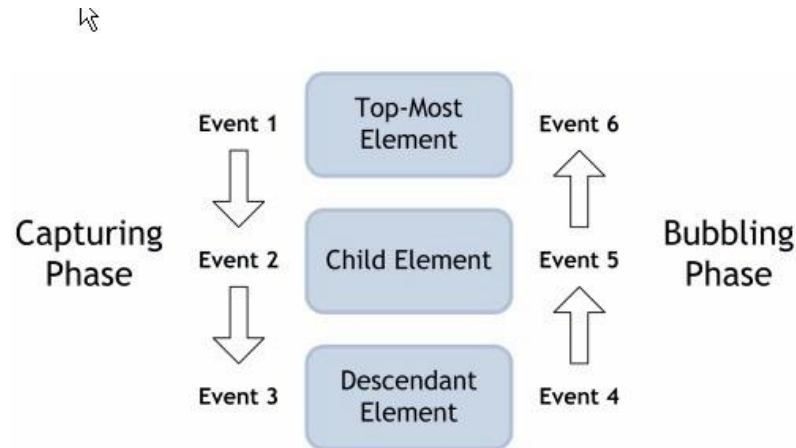 Event 1
Top-Most
Element
Event 6
Capturing
Phase
Event 2
Child Element
Event 5
Bubbling
Phase
Event 3
Descendant
Element
Event 4